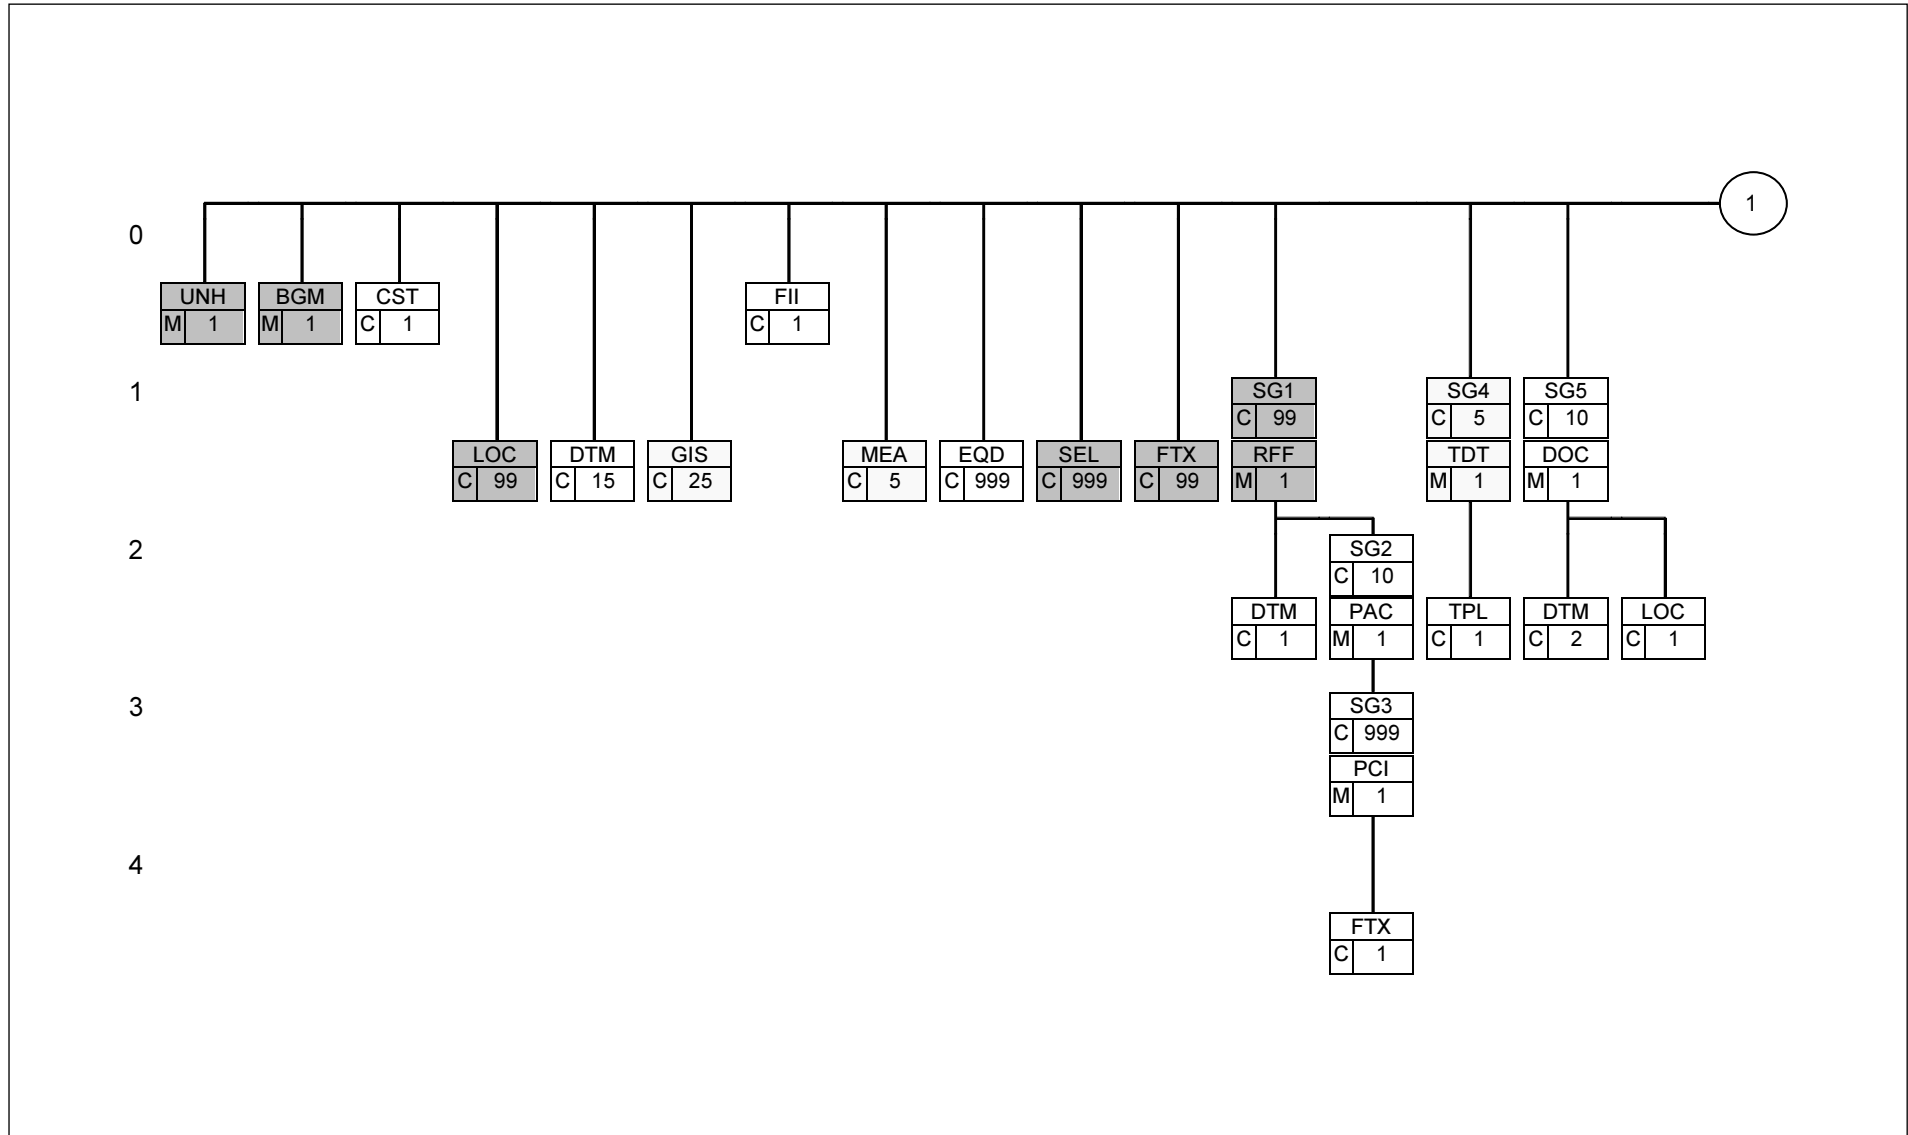 1
0
UNH BGM CST FII
M 1 M 1 C 1 C 1
1
SG1 SG4 SG5
C 99 C 5 C 10
LOC DTM GIS MEA EQD SEL FTX RFF TDT DOC
C 99 C 15 C 25 C 5 C 999 C 999 C 99 M 1 M 1 M 1
2
SG2
C 10
DTM PAC TPL DTM LOC
C 1 M 1 C 1 C 2 C 1
3
SG3
C 999
PCI
M 1
4
FTX
C 1